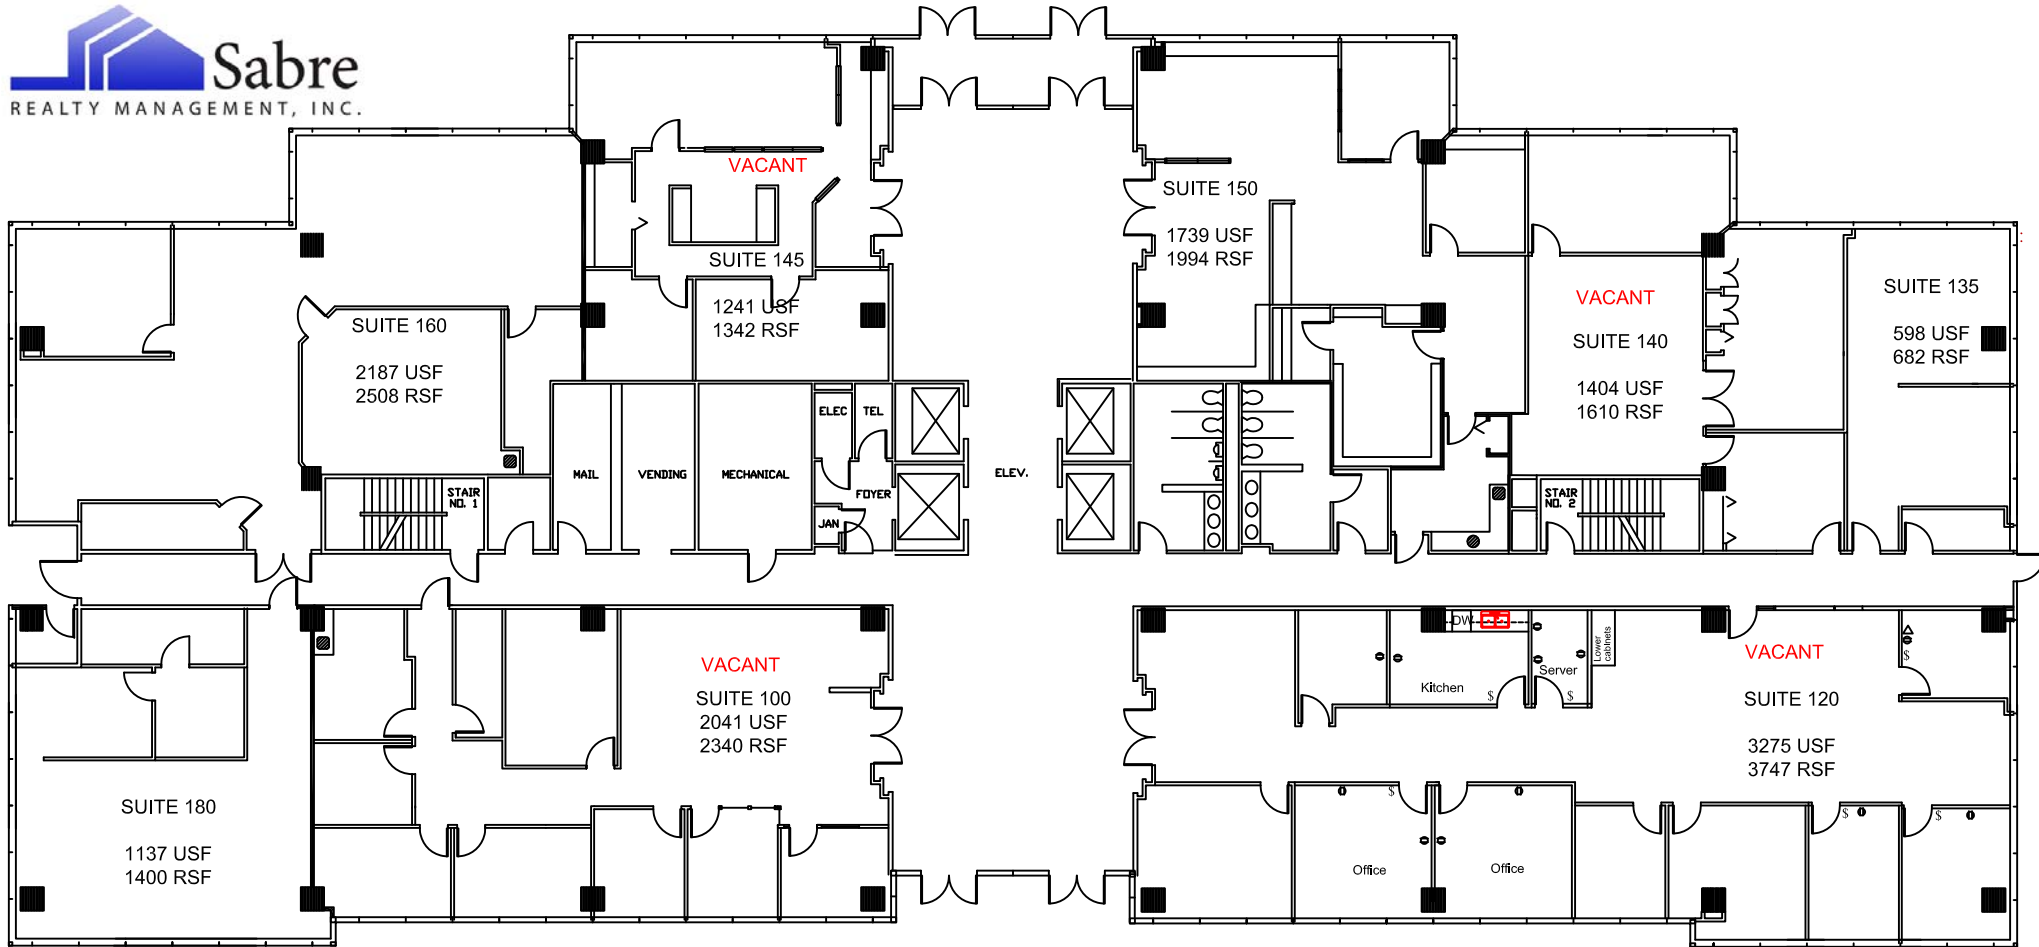 Sabre
REALTY MANAGEMENT, INC.
VACANT
SUITE 145
1241 USF
1342 RSF
SUITE 150
1739 USF
1994 RSF
SUITE 160
2187 USF
2508 RSF
VACANT
SUITE 140
1404 USF
1610 RSF
SUITE 135
598 USF
682 RSF
MAIL
VENDING
MECHANICAL
ELEC
TEL
FOYER
JAN
ELEV.
STAIR
NO. 1
STAIR
NO. 2
VACANT
SUITE 100
2041 USF
2340 RSF
SUITE 180
1137 USF
1400 RSF
DW
Kitchen
$
Server
$
Lower
cabinets
VACANT
SUITE 120
3275 USF
3747 RSF
$
$
Office
Office
$
$